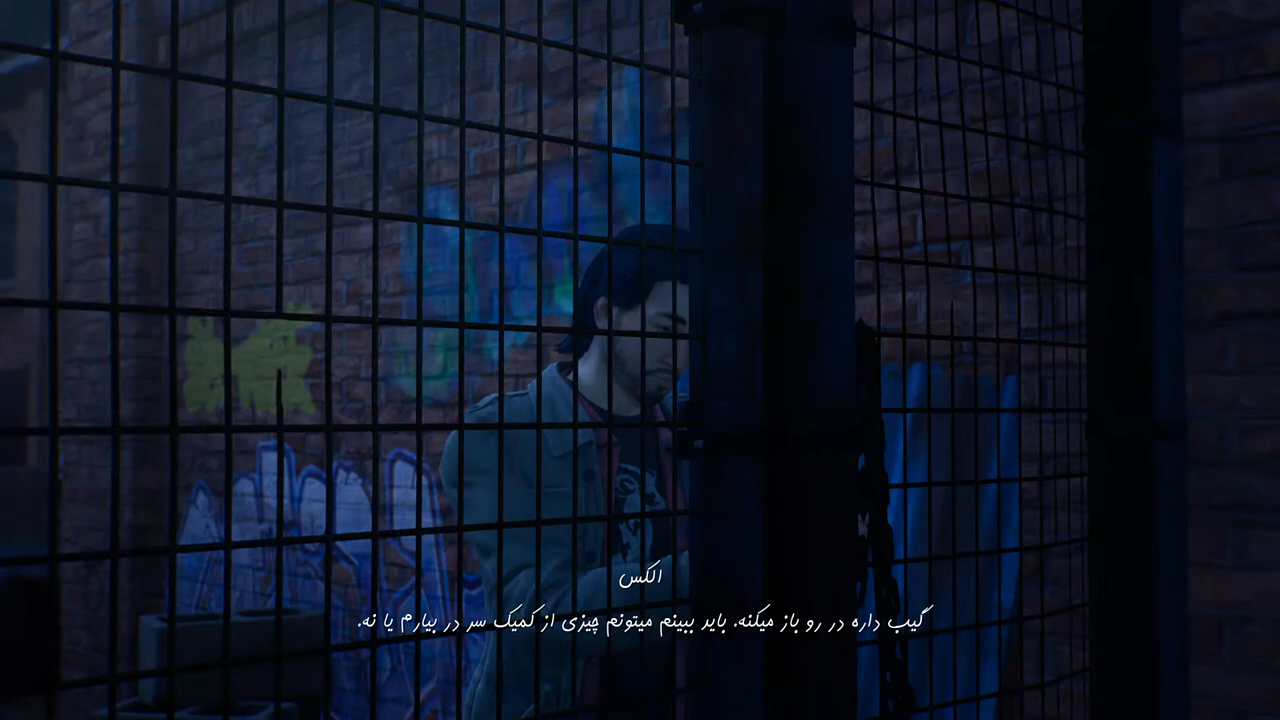 الکس
گیب داره در رو باز میکنه. باید ببینم میتونم چیزی از کمیک سر در بیارم یا نه.